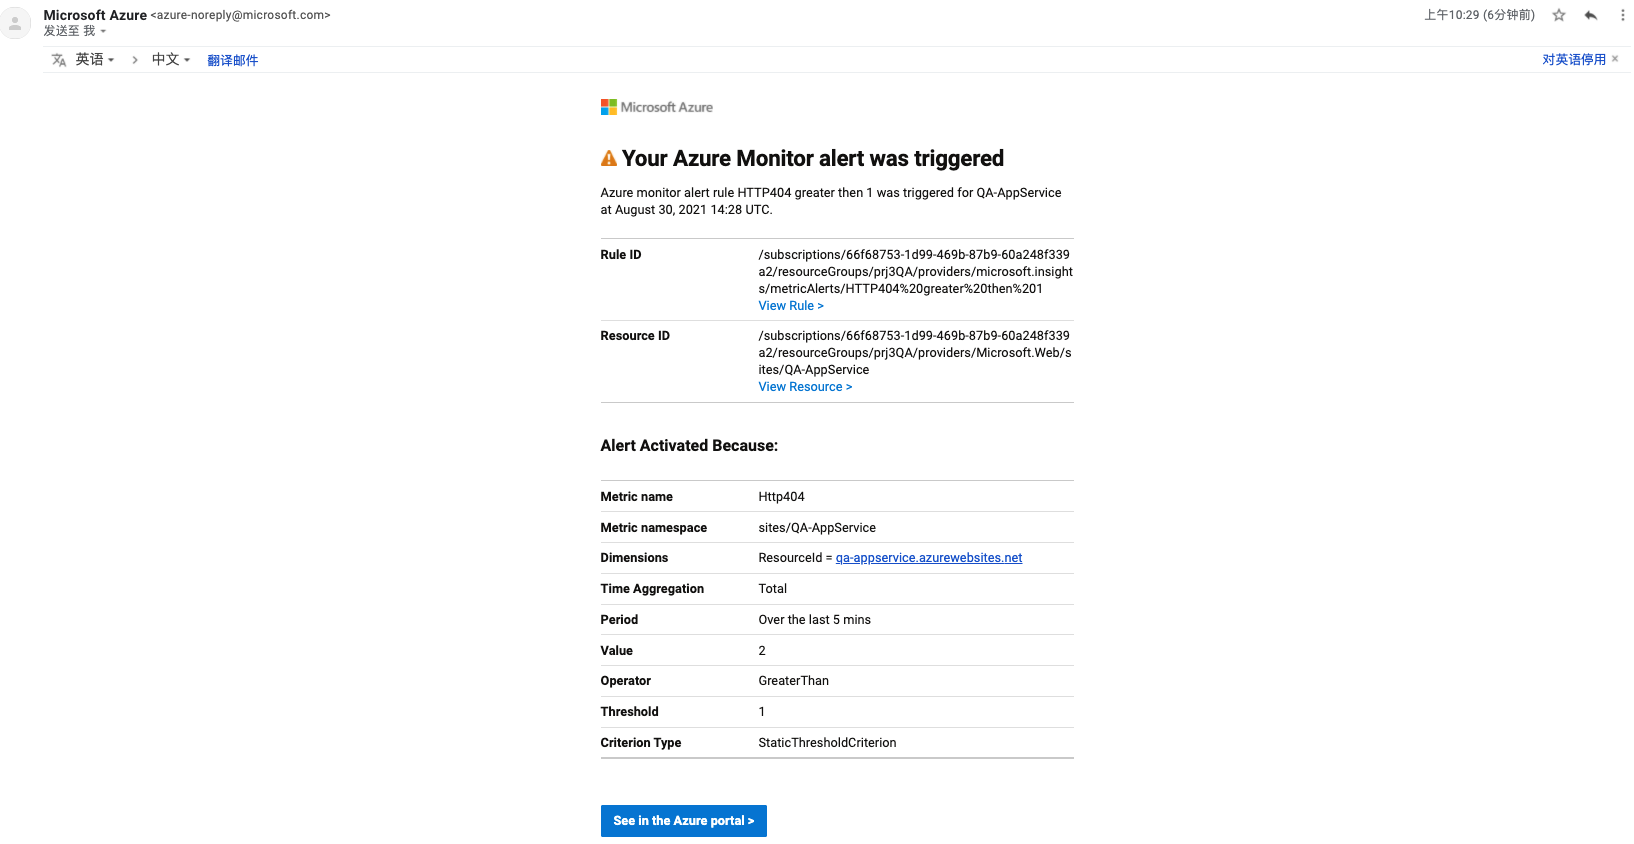 Microsoft Azure <azure-noreply@microsoft.com>
上午10:29 (6分钟前)
发送至 我
英语
中文
翻译邮件
对英语停用 ×
Microsoft Azure
Your Azure Monitor alert was triggered
Azure monitor alert rule HTTP404 greater then 1 was triggered for QA-AppService
at August 30, 2021 14:28 UTC.
Rule ID
/subscriptions/66f68753-1d99-469b-87b9-60a248f339
a2/resourceGroups/prj3QA/providers/microsoft.insight
s/metricAlerts/HTTP404%20greater%20then%201
View Rule >
Resource ID
/subscriptions/66f68753-1d99-469b-87b9-60a248f339
a2/resourceGroups/prj3QA/providers/Microsoft.Web/s
ites/QA-AppService
View Resource >
Alert Activated Because:
Metric name Http404
Metric namespace sites/QA-AppService
Dimensions ResourceId = qa-appservice.azurewebsites.net
Time Aggregation Total
Period Over the last 5 mins
Value 2
Operator GreaterThan
Threshold 1
Criterion Type StaticThresholdCriterion
See in the Azure portal >